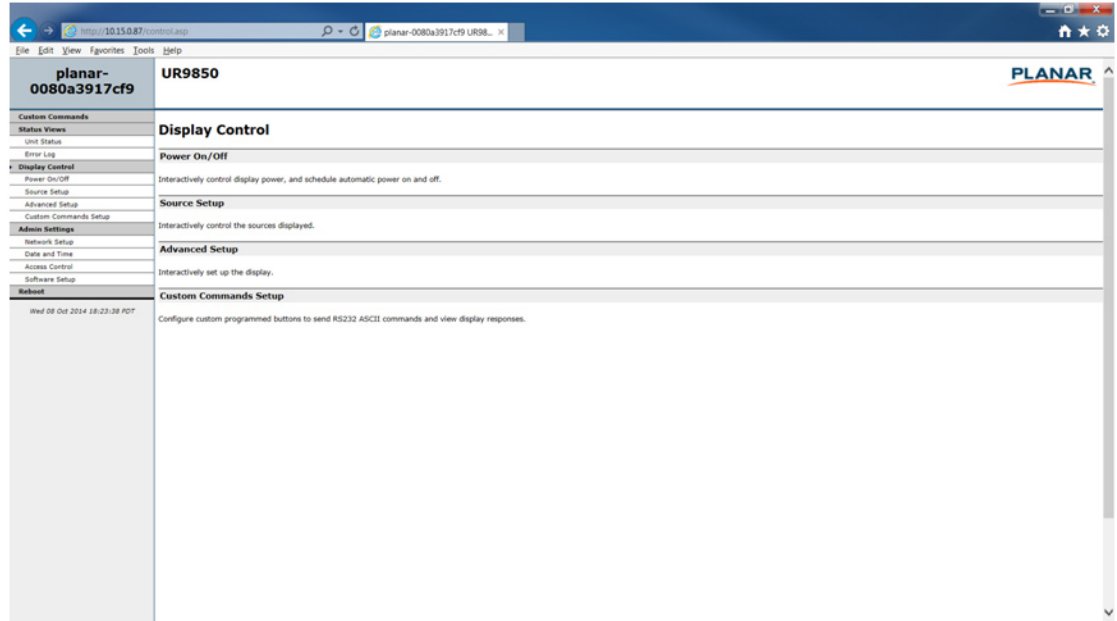 http://10.15.0.87/control.asp
planar-0080a3917cf9 UR98...
File Edit View Favorites Tools Help
planar-
0080a3917cf9
UR9850
PLANAR
Custom Commands
Status Views
Unit Status
Error Log
Display Control
Power On/Off
Source Setup
Advanced Setup
Custom Commands Setup
Admin Settings
Network Setup
Date and Time
Access Control
Software Setup
Reboot
Wed 08 Oct 2014 18:23:38 PDT
Display Control
Power On/Off
Interactively control display power, and schedule automatic power on and off.
Source Setup
Interactively control the sources displayed.
Advanced Setup
Interactively set up the display.
Custom Commands Setup
Configure custom programmed buttons to send RS232 ASCII commands and view display responses.